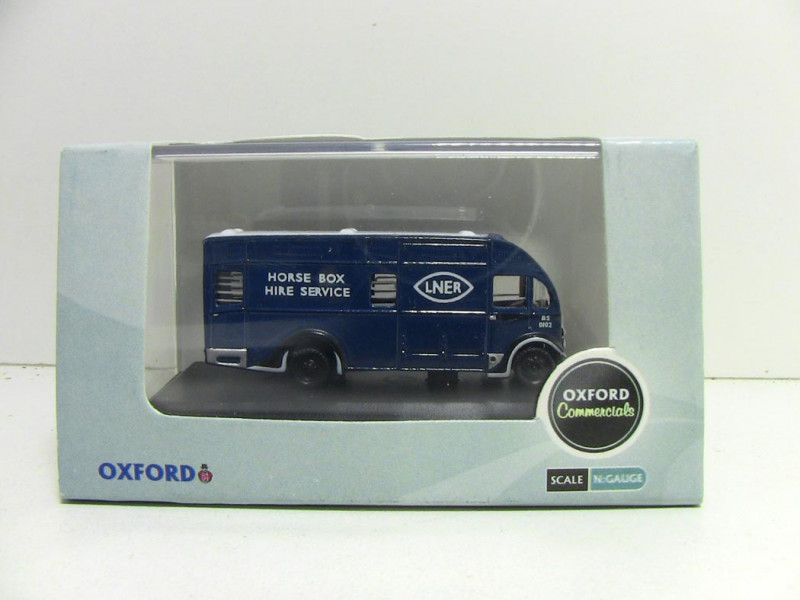 HORSE BOX
HIRE SERVICE
LNER
OXFORD
Commercials
OXFORD
SCALE N:GAUGE